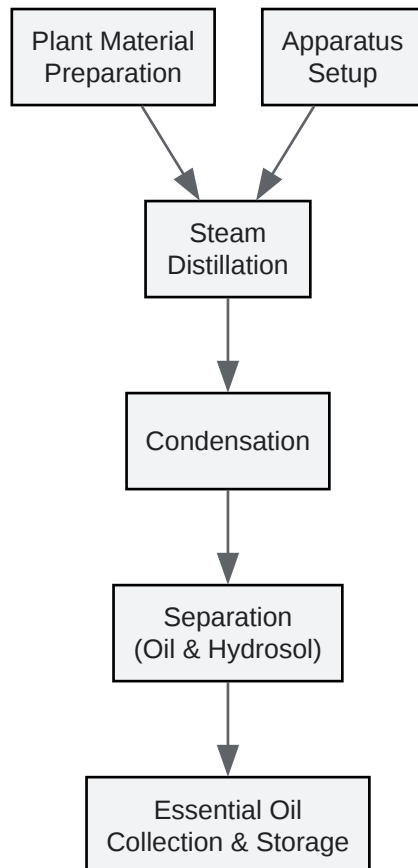 Plant Material
Preparation
Apparatus
Setup
Steam
Distillation
Condensation
Separation
(Oil & Hydrosol)
Essential Oil
Collection & Storage